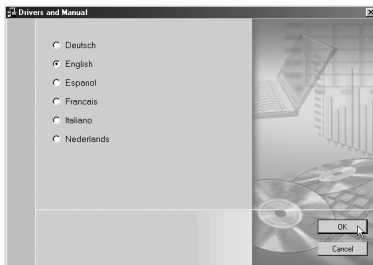 Drivers and Manual
Deutsch
English
Espanol
Francais
Italiano
Nederlands
OK
Cancel